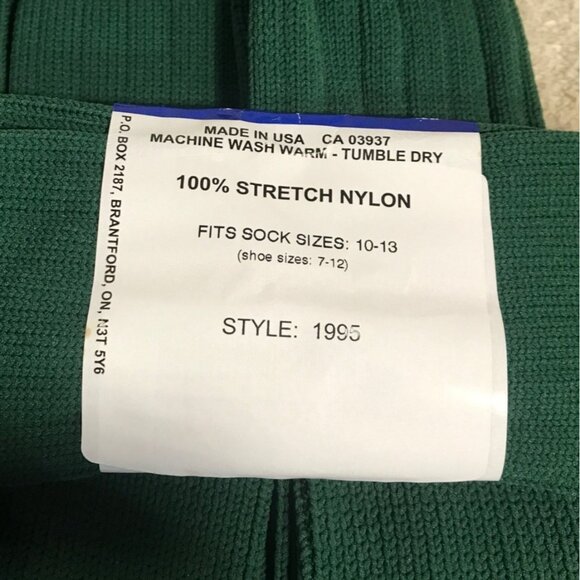 MADE IN USA CA 03937
MACHINE WASH WARM - TUMBLE DRY
100% STRETCH NYLON
FITS SOCK SIZES: 10-13
(shoe sizes: 7-12)
STYLE: 1995
P.O. BOX 2187, BRANTFORD, ON, N3T 5Y6